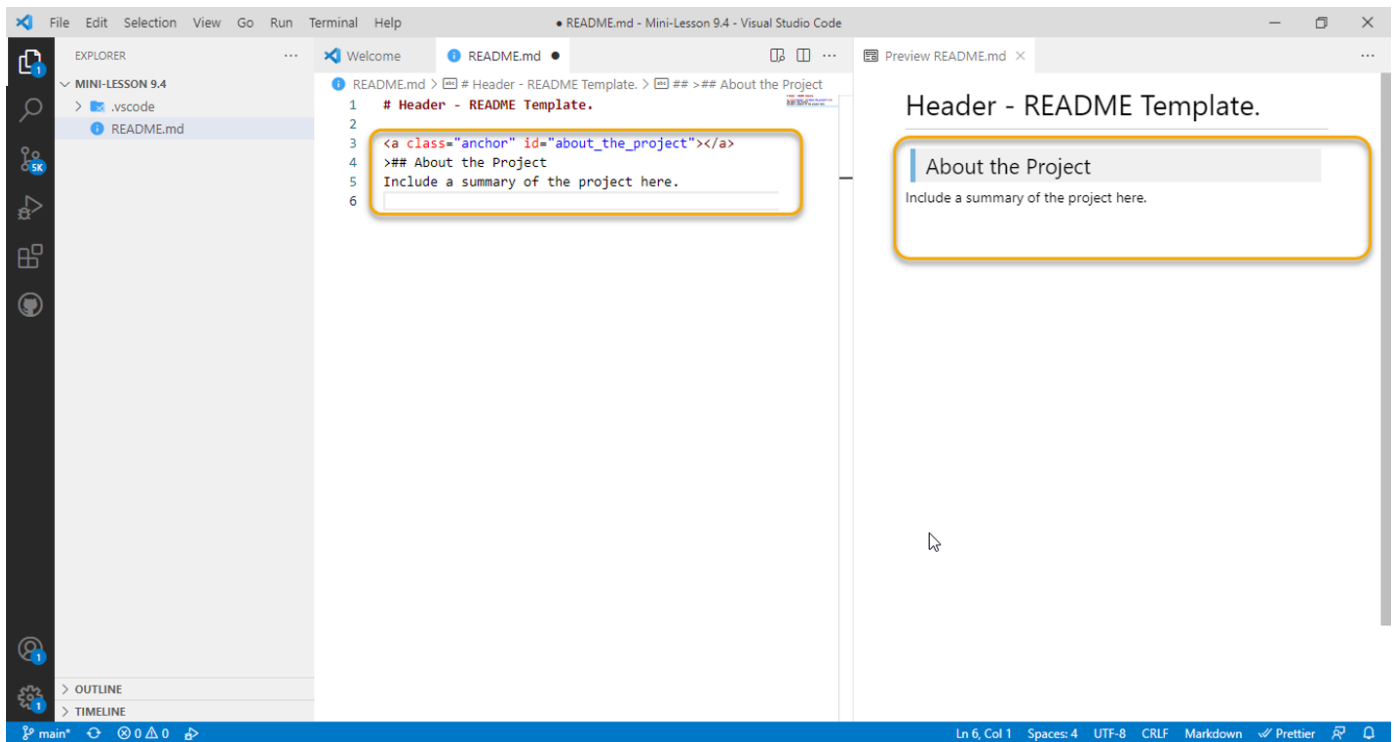 File Edit Selection View Go Run Terminal Help ● README.md - Mini-Lesson 9.4 - Visual Studio Code
EXPLORER ··· Welcome README.md ● ··· Preview README.md ×
MINI-LESSON 9.4
.vscode
README.md
README.md > # Header - README Template. > ## >## About the Project
1 # Header - README Template.
2
3 <a class="anchor" id="about_the_project"></a>
4 >## About the Project
5 Include a summary of the project here.
6
Header - README Template.
About the Project
Include a summary of the project here.
1
5K
1
1
OUTLINE
TIMELINE
main* 0 0 Ln 6, Col 1 Spaces: 4 UTF-8 CRLF Markdown Prettier